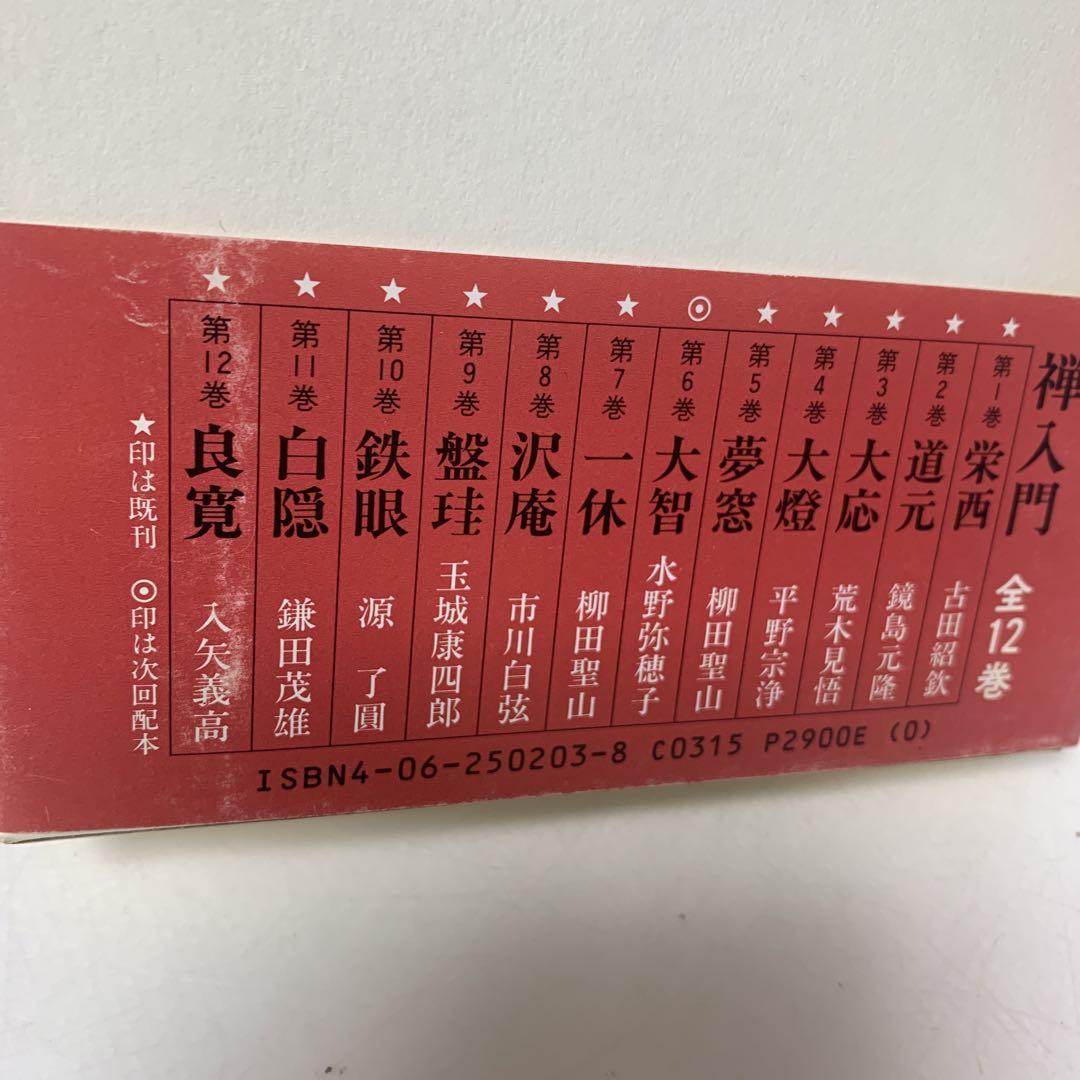 禅入門 全12巻
★ 第1巻 栄西 古田紹欽
★ 第2巻 道元 鏡島元隆
★ 第3巻 大応 荒木見悟
★ 第4巻 大燈 平野宗浄
★ 第5巻 夢窓 柳田聖山
◎ 第6巻 大智 水野弥穂子
★ 第7巻 一休 柳田聖山
★ 第8巻 沢庵 市川白弦
★ 第9巻 盤珪 玉城康四郎
★ 第10巻 鉄眼 源 了圓
★ 第11巻 白隠 鎌田茂雄
★ 第12巻 良寛 入矢義高
★印は既刊 ◎印は次回配本
ISBN4-06-250203-8 C0315 P2900E (0)